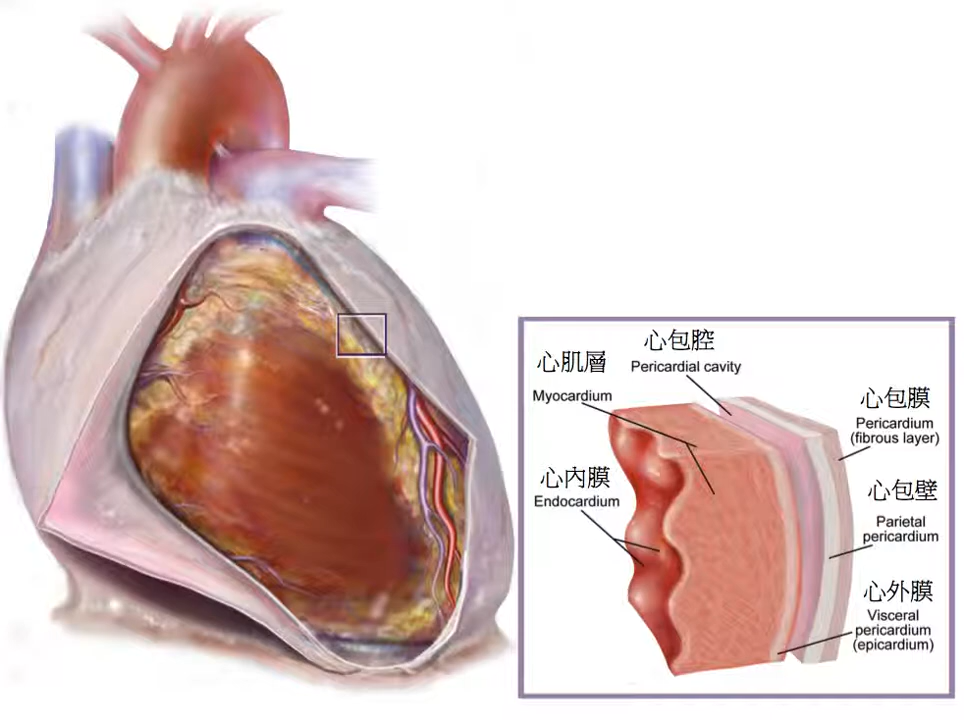 心包腔
Pericardial cavity
心肌層
Myocardium
心內膜
Endocardium
心包膜
Pericardium
(fibrous layer)
心包壁
Parietal
pericardium
心外膜
Visceral
pericardium
(epicardium)